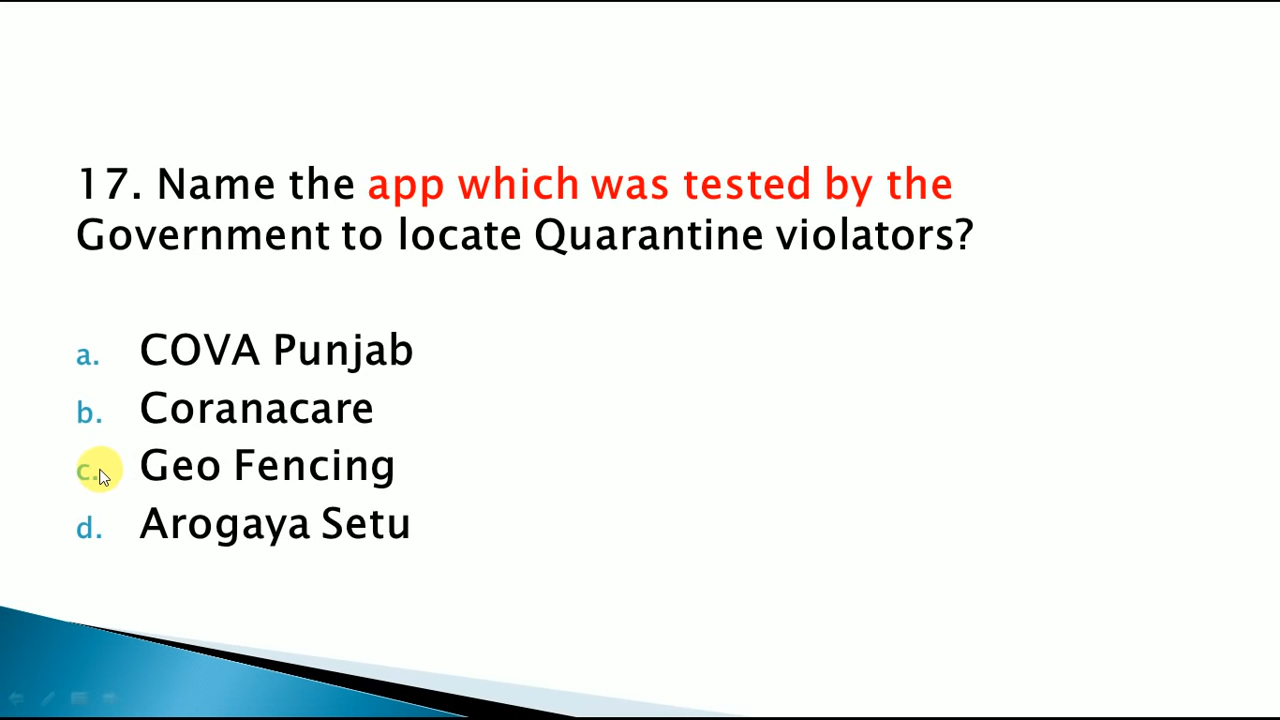 17. Name the app which was tested by the
Government to locate Quarantine violators?
a. COVA Punjab
b. Coranacare
c. Geo Fencing
d. Arogaya Setu